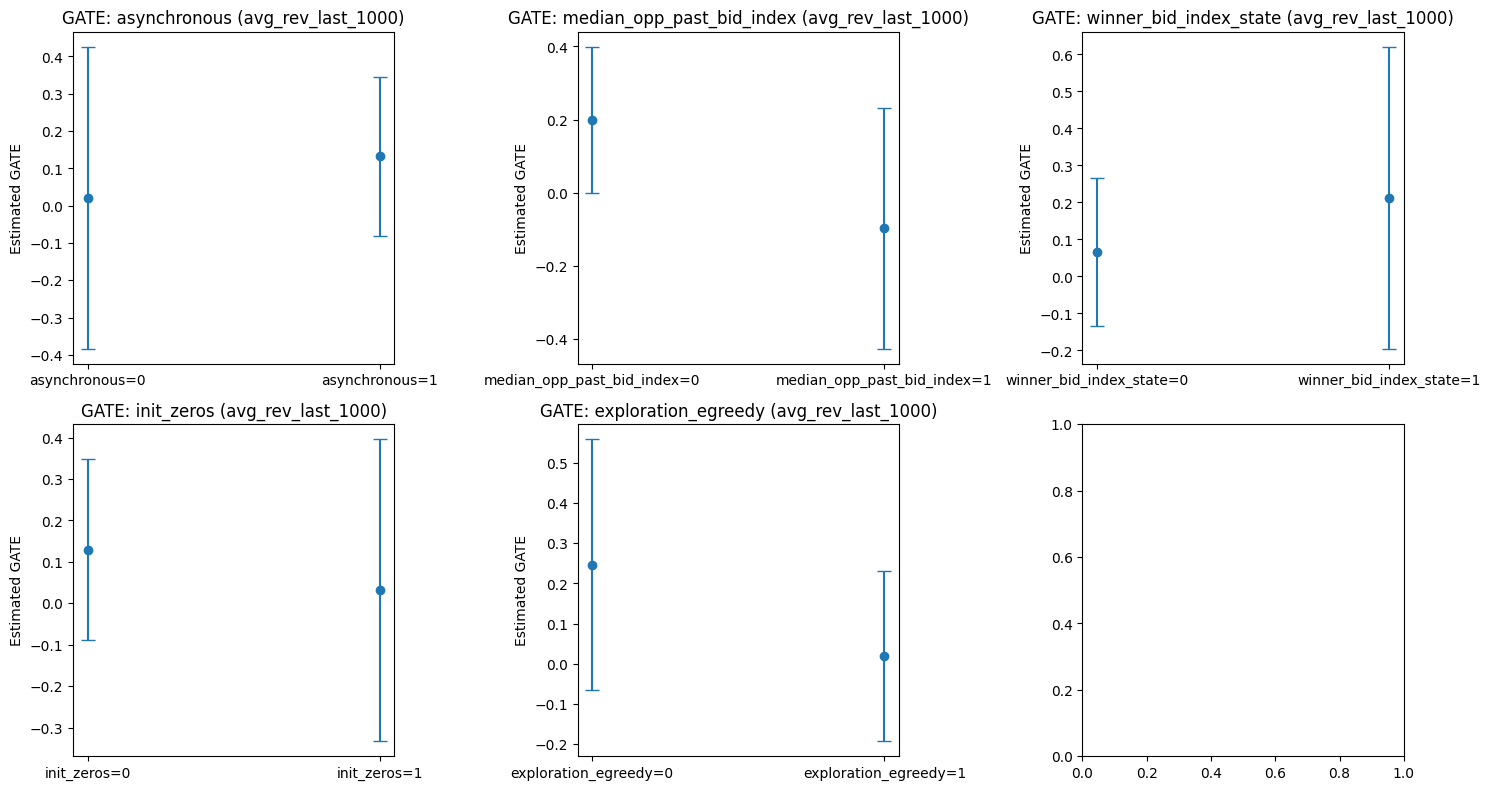 GATE: asynchronous (avg_rev_last_1000)
Estimated GATE
0.4
0.3
0.2
0.1
0.0
−0.1
−0.2
−0.3
−0.4
asynchronous=0 asynchronous=1
GATE: median_opp_past_bid_index (avg_rev_last_1000)
Estimated GATE
0.4
0.2
0.0
−0.2
−0.4
median_opp_past_bid_index=0 median_opp_past_bid_index=1
GATE: winner_bid_index_state (avg_rev_last_1000)
Estimated GATE
0.6
0.5
0.4
0.3
0.2
0.1
0.0
−0.1
−0.2
winner_bid_index_state=0 winner_bid_index_state=1
GATE: init_zeros (avg_rev_last_1000)
Estimated GATE
0.4
0.3
0.2
0.1
0.0
−0.1
−0.2
−0.3
init_zeros=0 init_zeros=1
GATE: exploration_egreedy (avg_rev_last_1000)
Estimated GATE
0.5
0.4
0.3
0.2
0.1
0.0
−0.1
−0.2
exploration_egreedy=0 exploration_egreedy=1
1.0
0.8
0.6
0.4
0.2
0.0
0.0 0.2 0.4 0.6 0.8 1.0